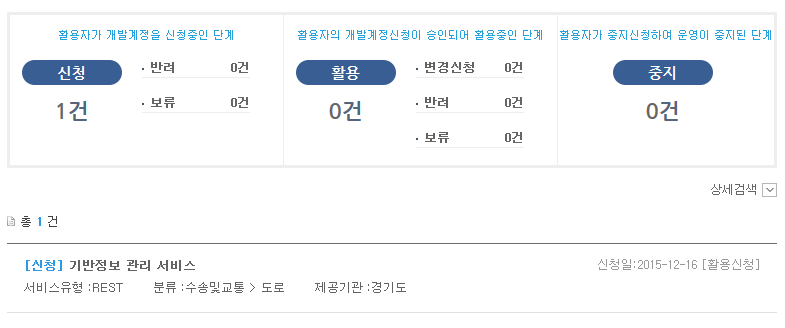 활용자가 개발계정을 신청중인 단계
신청
1건
· 반려 0건
· 보류 0건
활용자의 개발계정신청이 승인되어 활용중인 단계
활용
0건
· 변경신청 0건
· 반려 0건
· 보류 0건
활용자가 중지신청하여 운영이 중지된 단계
중지
0건
상세검색
총 1 건
[신청] 기반정보 관리 서비스 신청일:2015-12-16 [활용신청]
서비스유형 :REST 분류 :수송및교통 > 도로 제공기관 :경기도